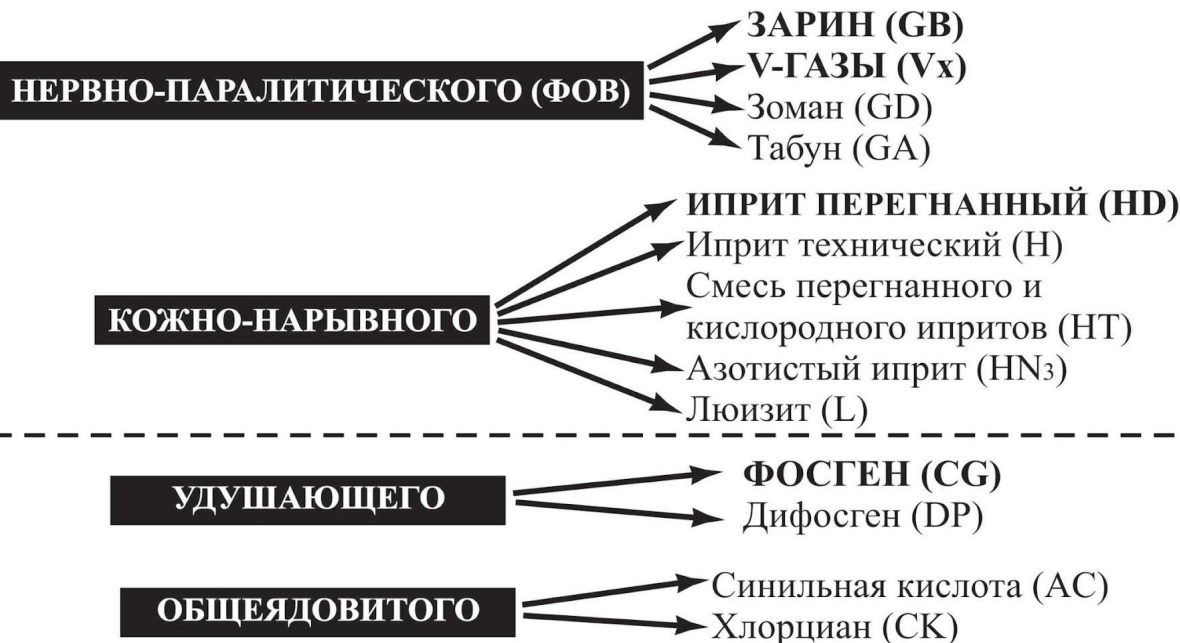 НЕРВНО-ПАРАЛИТИЧЕСКОГО (ФОВ)
ЗАРИН (GB)
V-ГАЗЫ (Vx)
Зоман (GD)
Табун (GA)
КОЖНО-НАРЫВНОГО
ИПРИТ ПЕРЕГНАННЫЙ (HD)
Иприт технический (H)
Смесь перегнанного и
кислородного ипритов (HT)
Азотистый иприт (HN3)
Люизит (L)
УДУШАЮЩЕГО
ФОСГЕН (CG)
Дифосген (DP)
ОБЩЕЯДОВИТОГО
Синильная кислота (AC)
Хлорциан (CK)